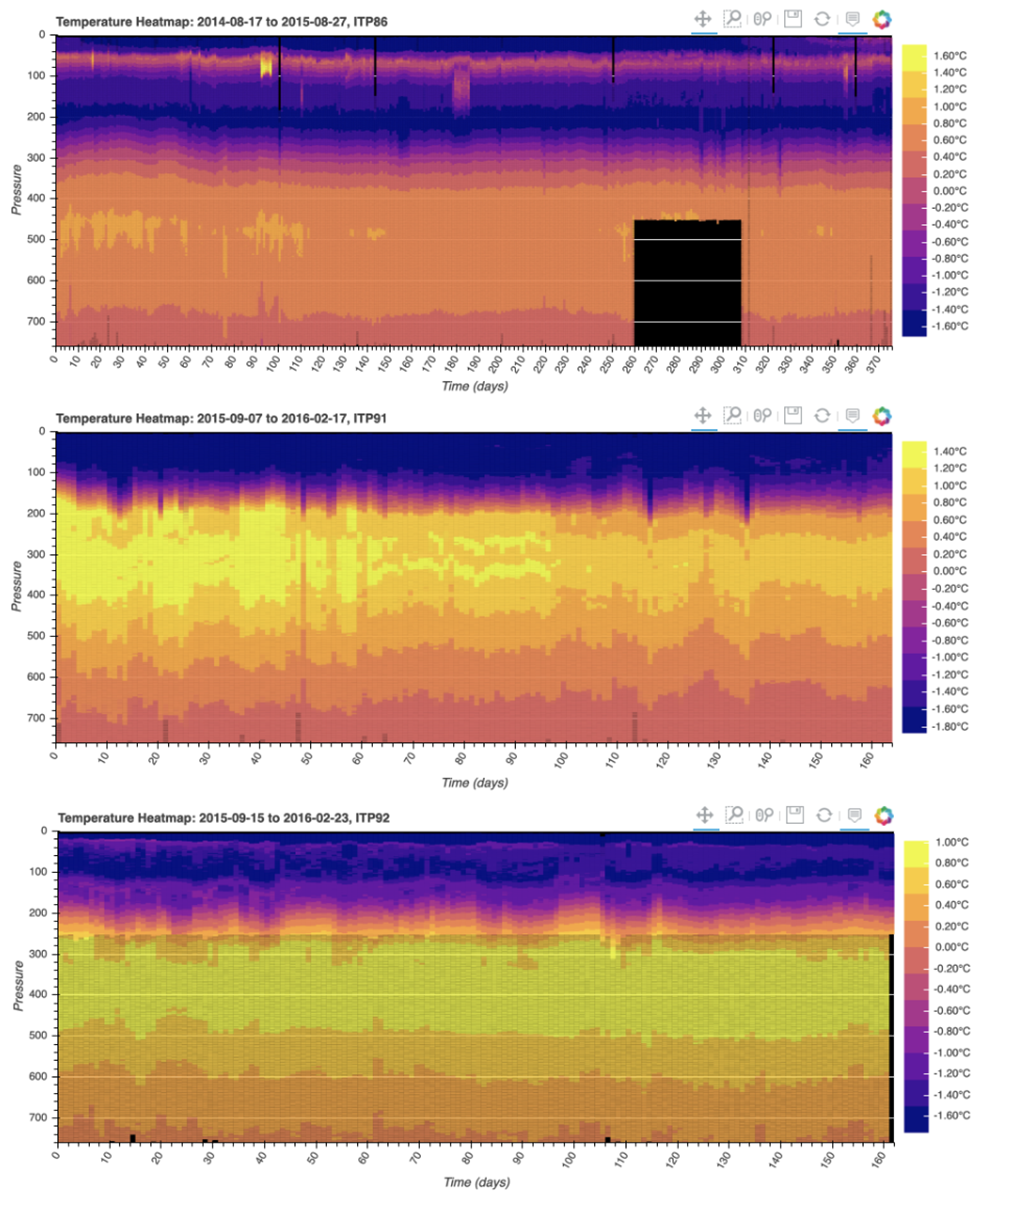 Temperature Heatmap: 2014-08-17 to 2015-08-27, ITP86
0
100
200
300
400
500
600
700
Pressure
0 10 20 30 40 50 60 70 80 90 100 110 120 130 140 150 160 170 180 190 200 210 220 230 240 250 260 270 280 290 300 310 320 330 340 350 360 370
Time (days)
1.60°C
1.40°C
1.20°C
1.00°C
0.80°C
0.60°C
0.40°C
0.20°C
0.00°C
-0.20°C
-0.40°C
-0.60°C
-0.80°C
-1.00°C
-1.20°C
-1.40°C
-1.60°C
Temperature Heatmap: 2015-09-07 to 2016-02-17, ITP91
0
100
200
300
400
500
600
700
Pressure
0 10 20 30 40 50 60 70 80 90 100 110 120 130 140 150 160
Time (days)
1.40°C
1.20°C
1.00°C
0.80°C
0.60°C
0.40°C
0.20°C
0.00°C
-0.20°C
-0.40°C
-0.60°C
-0.80°C
-1.00°C
-1.20°C
-1.40°C
-1.60°C
-1.80°C
Temperature Heatmap: 2015-09-15 to 2016-02-23, ITP92
0
100
200
300
400
500
600
700
Pressure
0 10 20 30 40 50 60 70 80 90 100 110 120 130 140 150 160
Time (days)
1.00°C
0.80°C
0.60°C
0.40°C
0.20°C
0.00°C
-0.20°C
-0.40°C
-0.60°C
-0.80°C
-1.00°C
-1.20°C
-1.40°C
-1.60°C